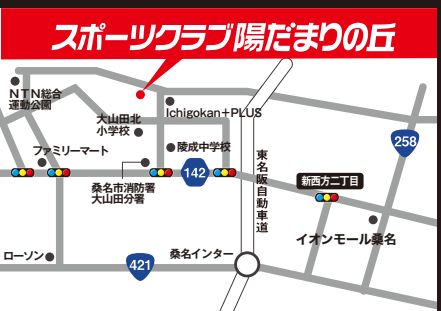 スポーツクラブ陽だまりの丘
NTN総合
運動公園
Ichigokan+PLUS
大山田北
小学校
258
ファミリーマート
陵成中学校
東名阪自動車道
142
新西方二丁目
桑名市消防署
大山田分署
イオンモール桑名
ローソン
桑名インター
421